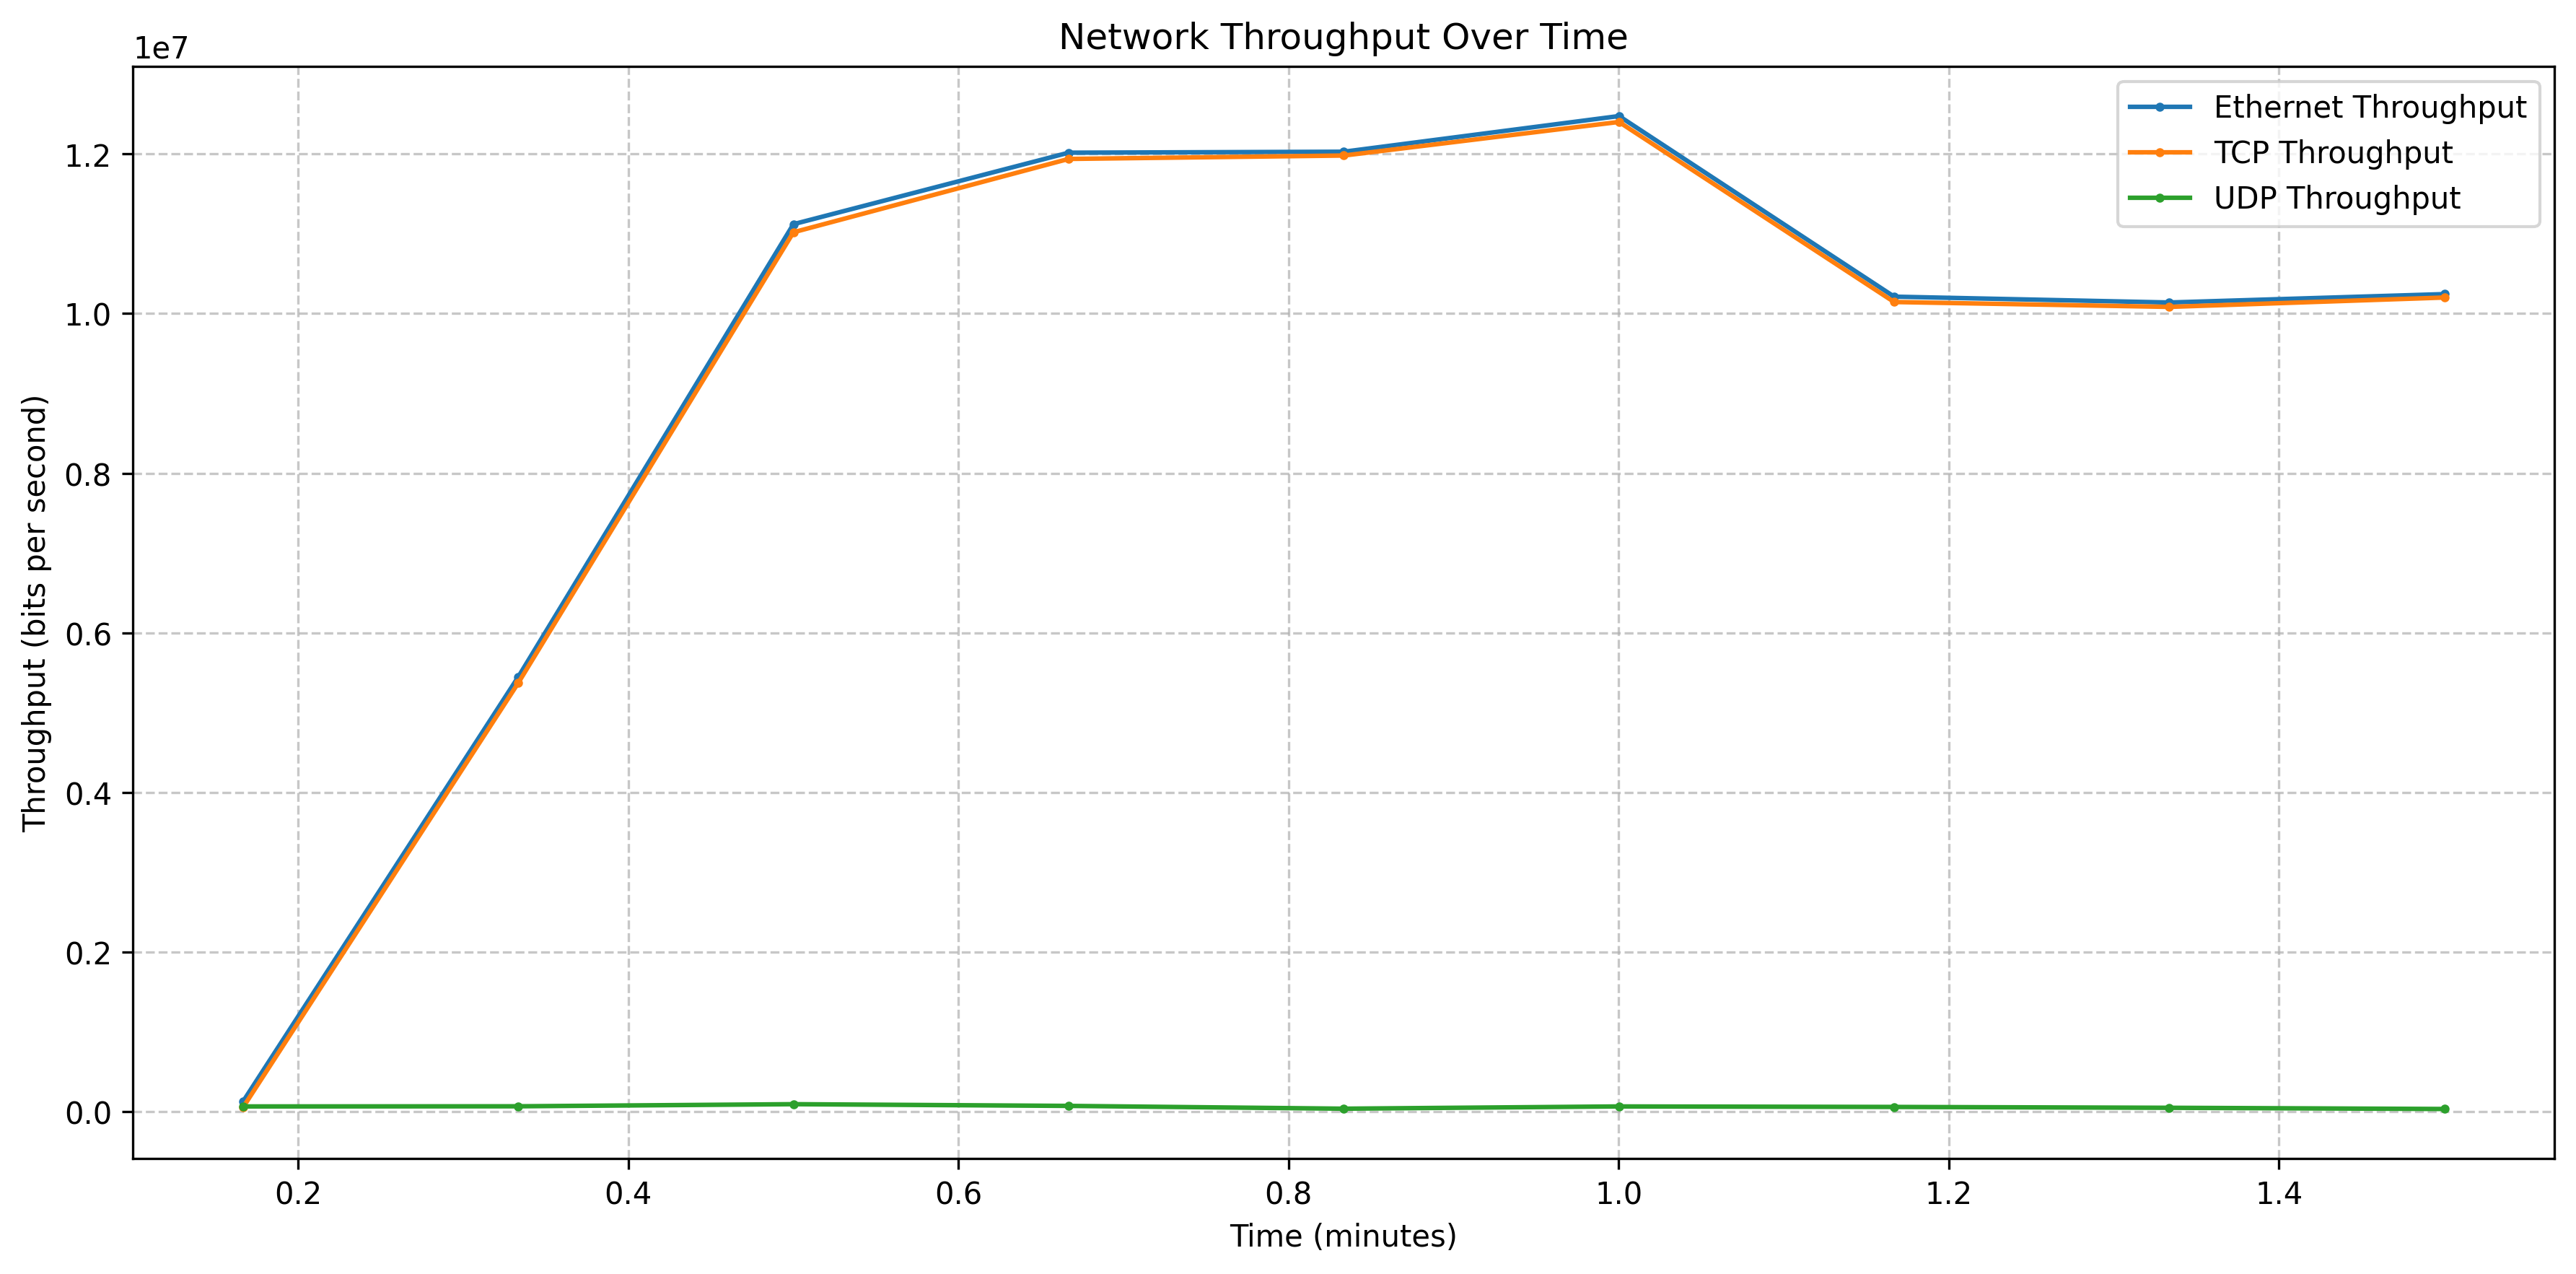 Network Throughput Over Time
1e7
Ethernet Throughput
TCP Throughput
UDP Throughput
1.2
1.0
0.8
0.6
0.4
0.2
0.0
Throughput (bits per second)
0.2 0.4 0.6 0.8 1.0 1.2 1.4
Time (minutes)